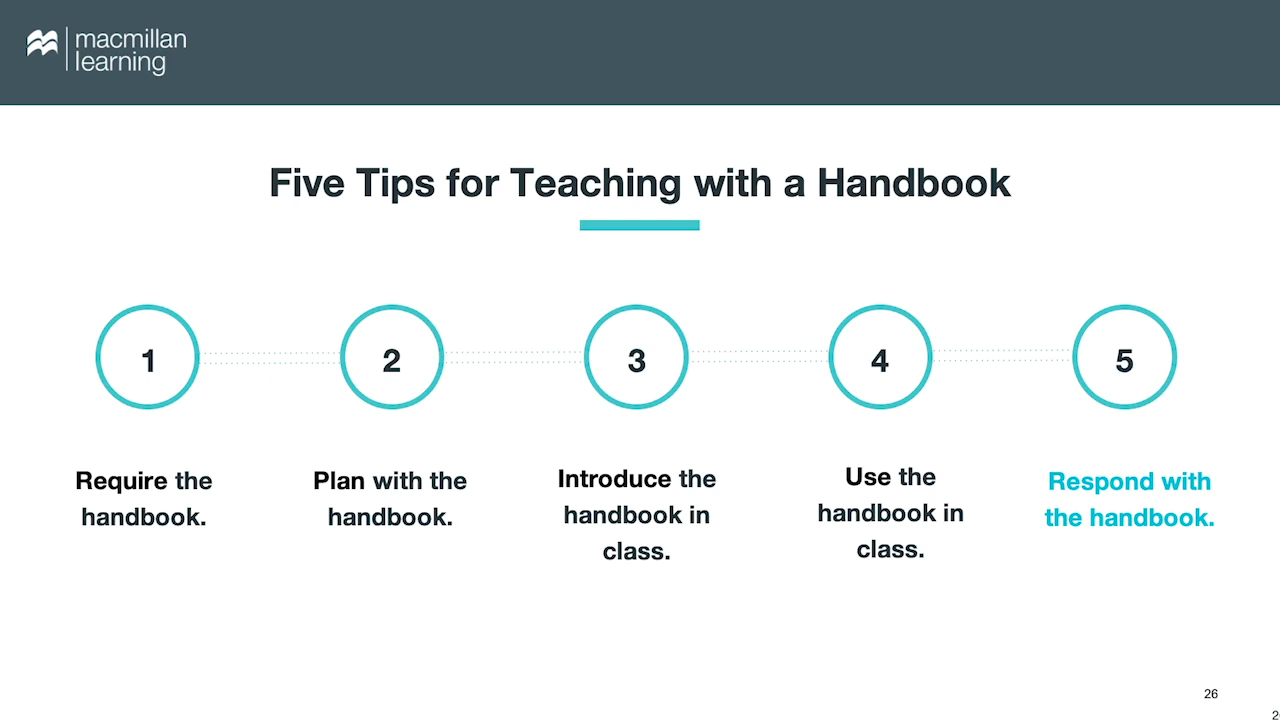 macmillan
learning
Five Tips for Teaching with a Handbook
1
2
3
4
5
Require the
handbook.
Plan with the
handbook.
Introduce the
handbook in
class.
Use the
handbook in
class.
Respond with
the handbook.
26
2